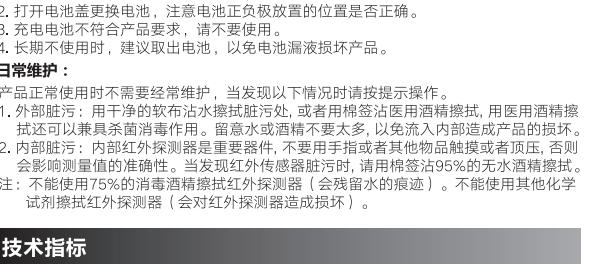 2. 打开电池盖更换电池，注意电池正负极放置的位置是否正确。
3. 充电电池不符合产品要求，请不要使用。
4. 长期不使用时，建议取出电池，以免电池漏液损坏产品。
日常维护：
产品正常使用时不需要经常维护，当发现以下情况时请按提示操作。
1. 外部脏污：用干净的软布沾水擦拭脏污处, 或者用棉签沾医用酒精擦拭, 用医用酒精擦
拭还可以兼具杀菌消毒作用。留意水或酒精不要太多, 以免流入内部造成产品的损坏。
2. 内部脏污：内部红外探测器是重要器件, 不要用手指或者其他物品触摸或者顶压, 否则
会影响测量值的准确性。当发现红外传感器脏污时, 请用棉签沾95%的无水酒精擦拭。
注：不能使用75%的消毒酒精擦拭红外探测器（会残留水的痕迹）。不能使用其他化学
试剂擦拭红外探测器（会对红外探测器造成损坏）。
技术指标